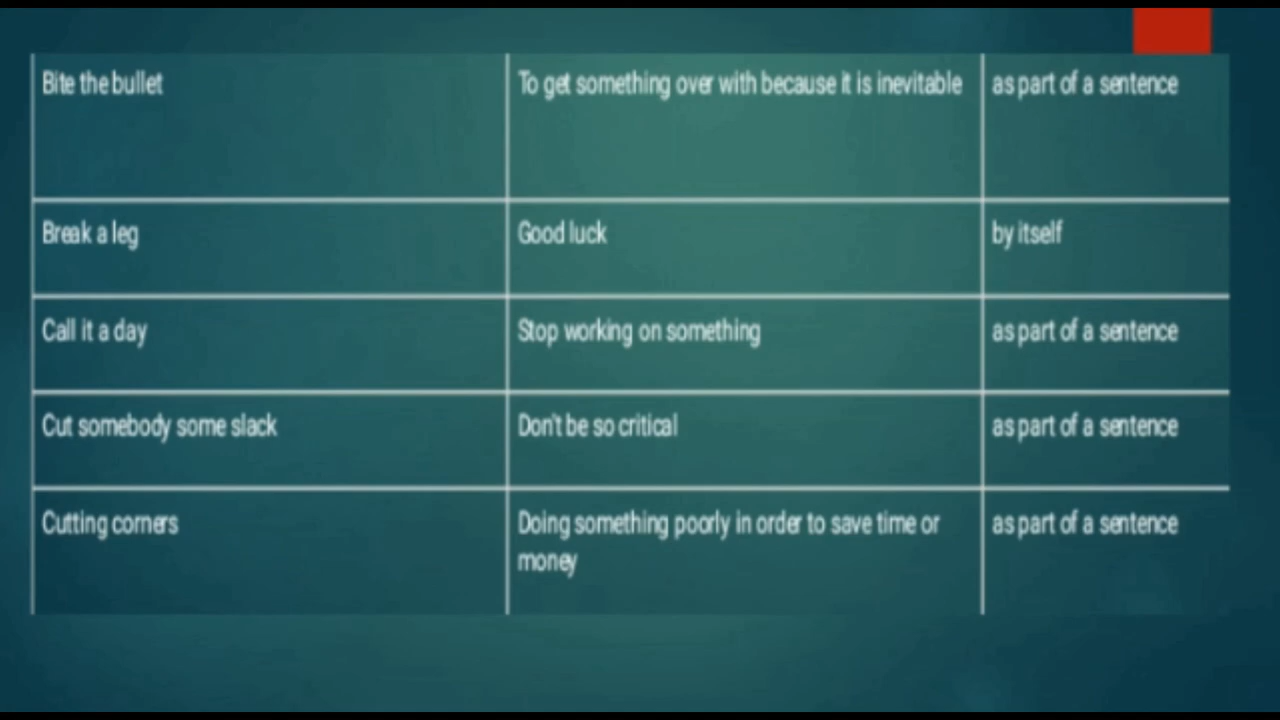 Bite the bullet
To get something over with because it is inevitable
as part of a sentence
Break a leg
Good luck
by itself
Call it a day
Stop working on something
as part of a sentence
Cut somebody some slack
Don't be so critical
as part of a sentence
Cutting corners
Doing something poorly in order to save time or
money
as part of a sentence